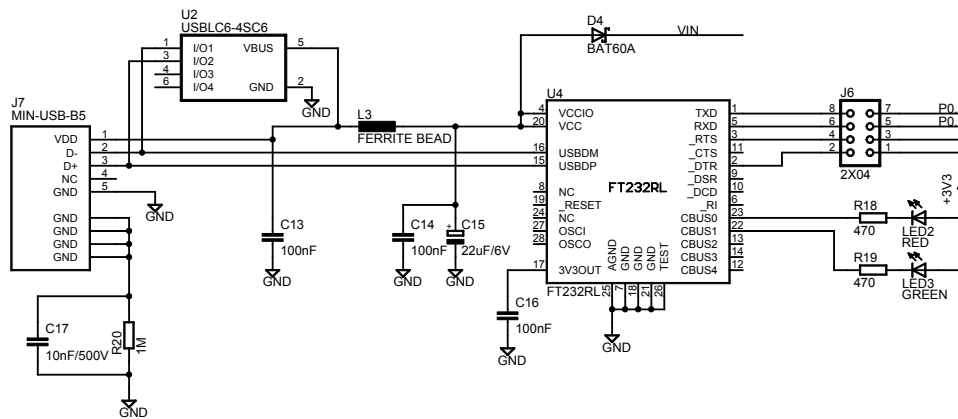 U2
USBLC6-4SC6
1 I/O1 VBUS 5
3 I/O2
4 I/O3
6 I/O4 GND 2
GND
D4
BAT60A
VIN
J7
MIN-USB-B5
VDD 1
D- 2
D+ 3
NC 4
GND 5
GND
GND
GND
GND
GND
L3
FERRITE BEAD
C13
100nF
GND
C14
100nF
+
C15
22uF/6V
GND
C17
10nF/500V
R20
1M
GND
U4
4 VCCIO TXD 1
20 VCC RXD 5
_RTS 3
16 USBDM _CTS 11
15 USBDP _DTR 2
_DSR 9
FT232RL
8 NC _DCD 10
19 _RESET _RI 6
24 NC CBUS0 23
27 OSCI CBUS1 22
28 OSCO CBUS2 13
CBUS3 14
17 3V3OUT CBUS4 12
AGND GND GND GND TEST
25 7 18 21 26
FT232RL
GND
C16
100nF
GND
J6
8 7 P0
6 5 P0
4 3
2 1
2X04
+3V3
R18
470
LED2
RED
R19
470
LED3
GREEN